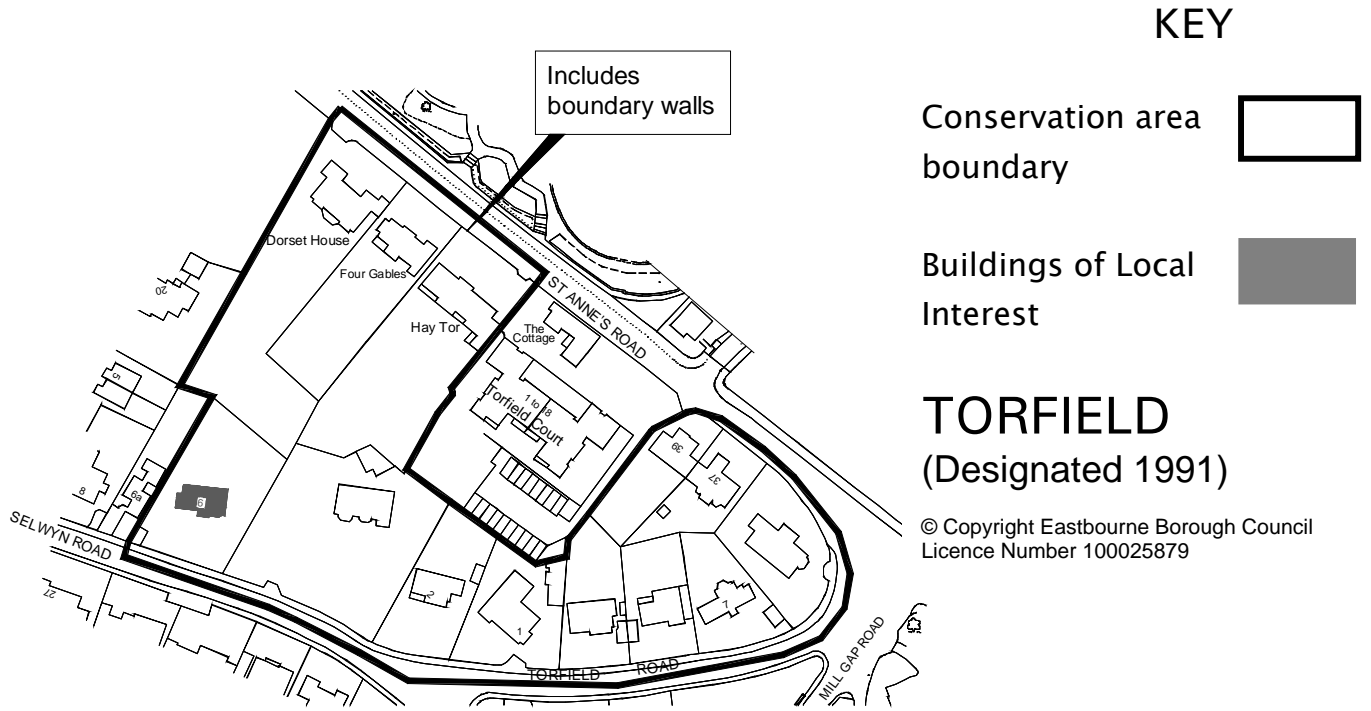 KEY
Includes
boundary walls
Conservation area
boundary
Buildings of Local
Interest
TORFIELD
(Designated 1991)
© Copyright Eastbourne Borough Council
Licence Number 100025879
Dorset House
Four Gables
Hay Tor
The
Cottage
ST ANNE'S ROAD
1 to 18
Torfield Court
20
5
8
6a
6
39
37
SELWYN ROAD
27
2
1
7
TORFIELD ROAD
MILL GAP ROAD